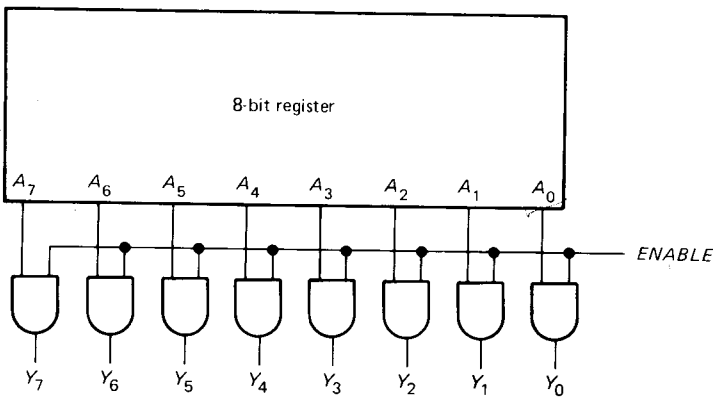 8-bit register
A7 A6 A5 A4 A3 A2 A1 A0
ENABLE
Y7 Y6 Y5 Y4 Y3 Y2 Y1 Y0